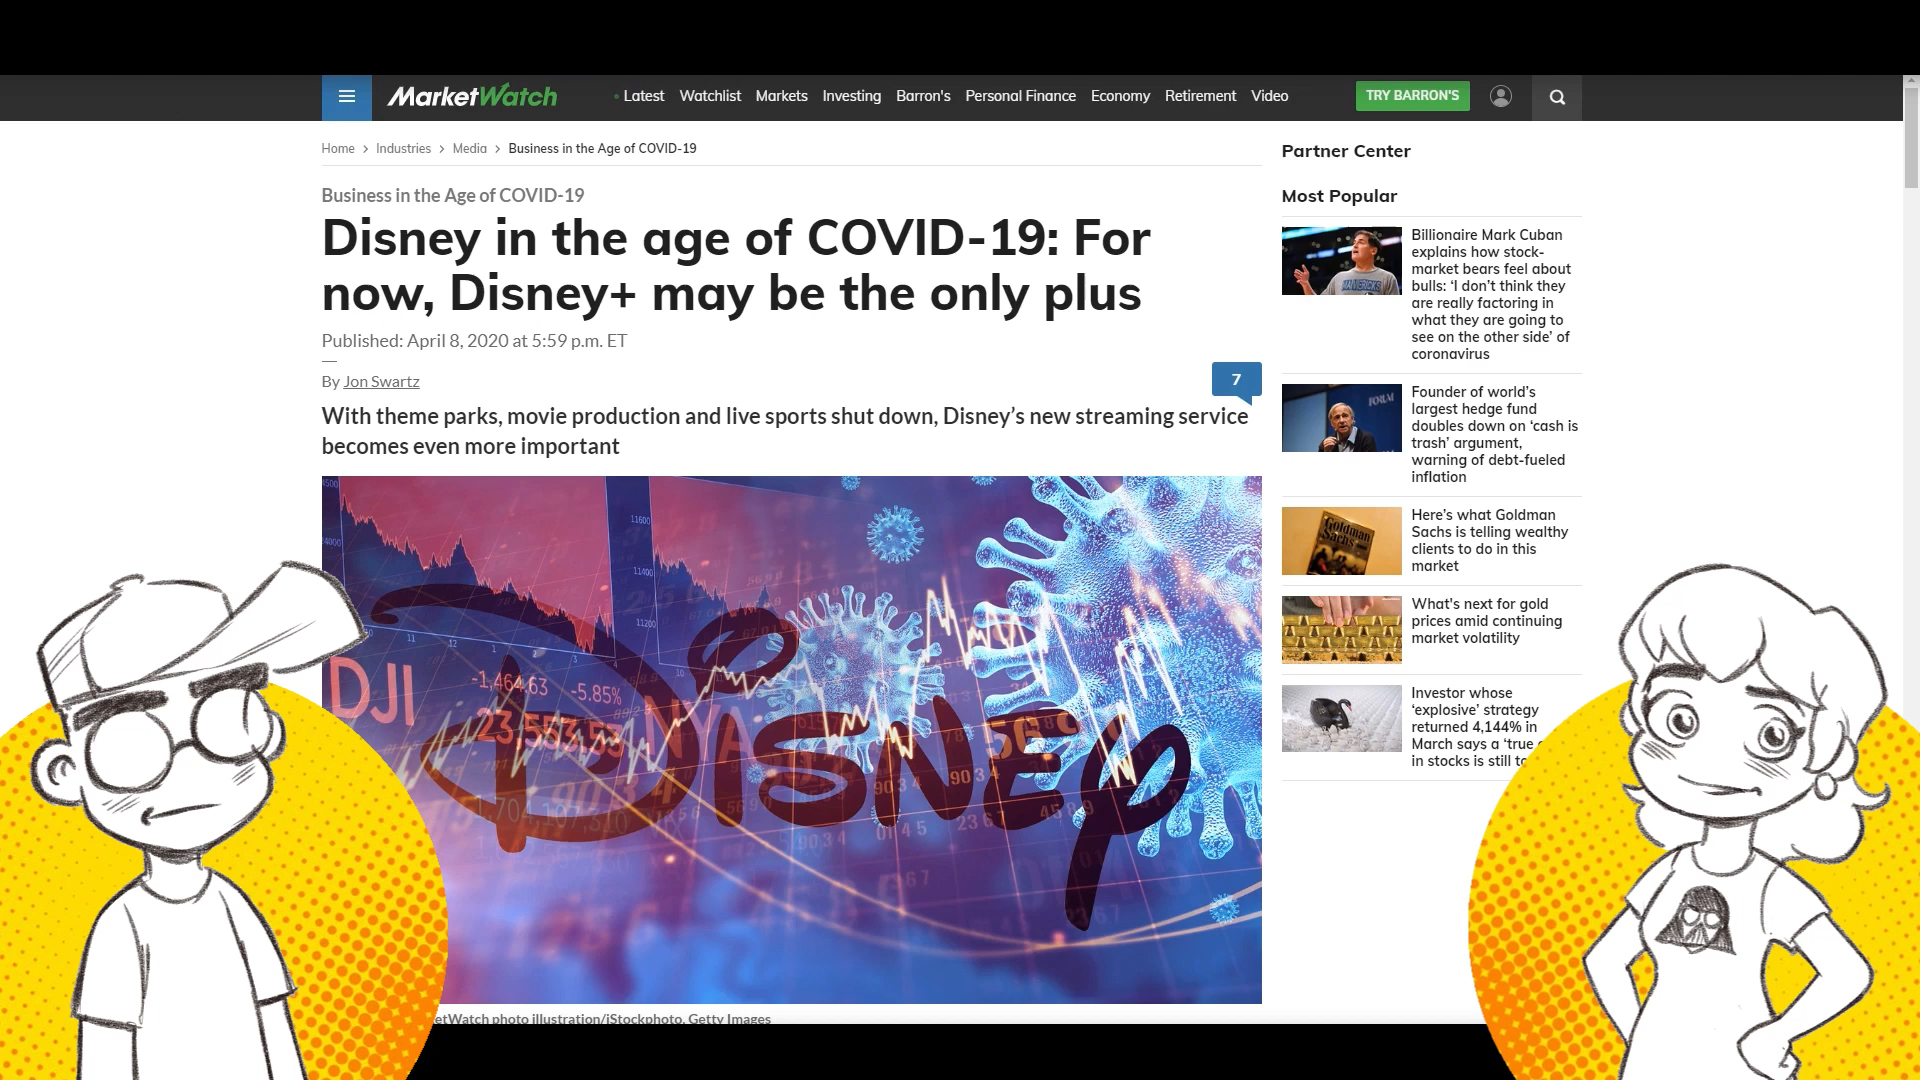 MarketWatch
Latest Watchlist Markets Investing Barron's Personal Finance Economy Retirement Video
TRY BARRON'S
Home > Industries > Media > Business in the Age of COVID-19
Business in the Age of COVID-19
Disney in the age of COVID-19: For
now, Disney+ may be the only plus
Published: April 8, 2020 at 5:59 p.m. ET
By Jon Swartz
7
With theme parks, movie production and live sports shut down, Disney's new streaming service
becomes even more important
DJI
-1,464.63 -5.85%
23,553.53
Disney
etWatch photo illustration/iStockphoto, Getty Images
Partner Center
Most Popular
Billionaire Mark Cuban
explains how stock-
market bears feel about
bulls: 'I don't think they
are really factoring in
what they are going to
see on the other side' of
coronavirus
FORUM
Founder of world's
largest hedge fund
doubles down on 'cash is
trash' argument,
warning of debt-fueled
inflation
Goldman
Sachs
Here's what Goldman
Sachs is telling wealthy
clients to do in this
market
What's next for gold
prices amid continuing
market volatility
Investor whose
'explosive' strategy
returned 4,144% in
March says a 'true
in stocks is still